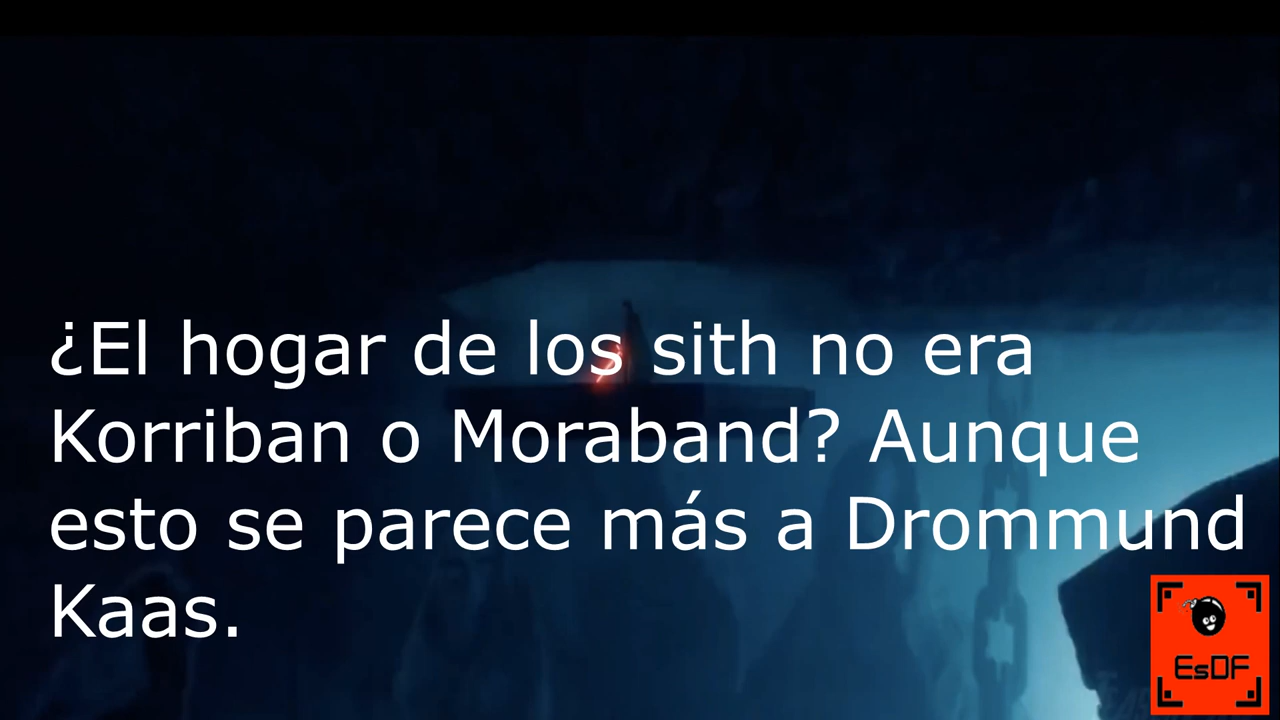 ¿El hogar de los sith no era
Korriban o Moraband? Aunque
esto se parece más a Drommund
Kaas.
EsDF